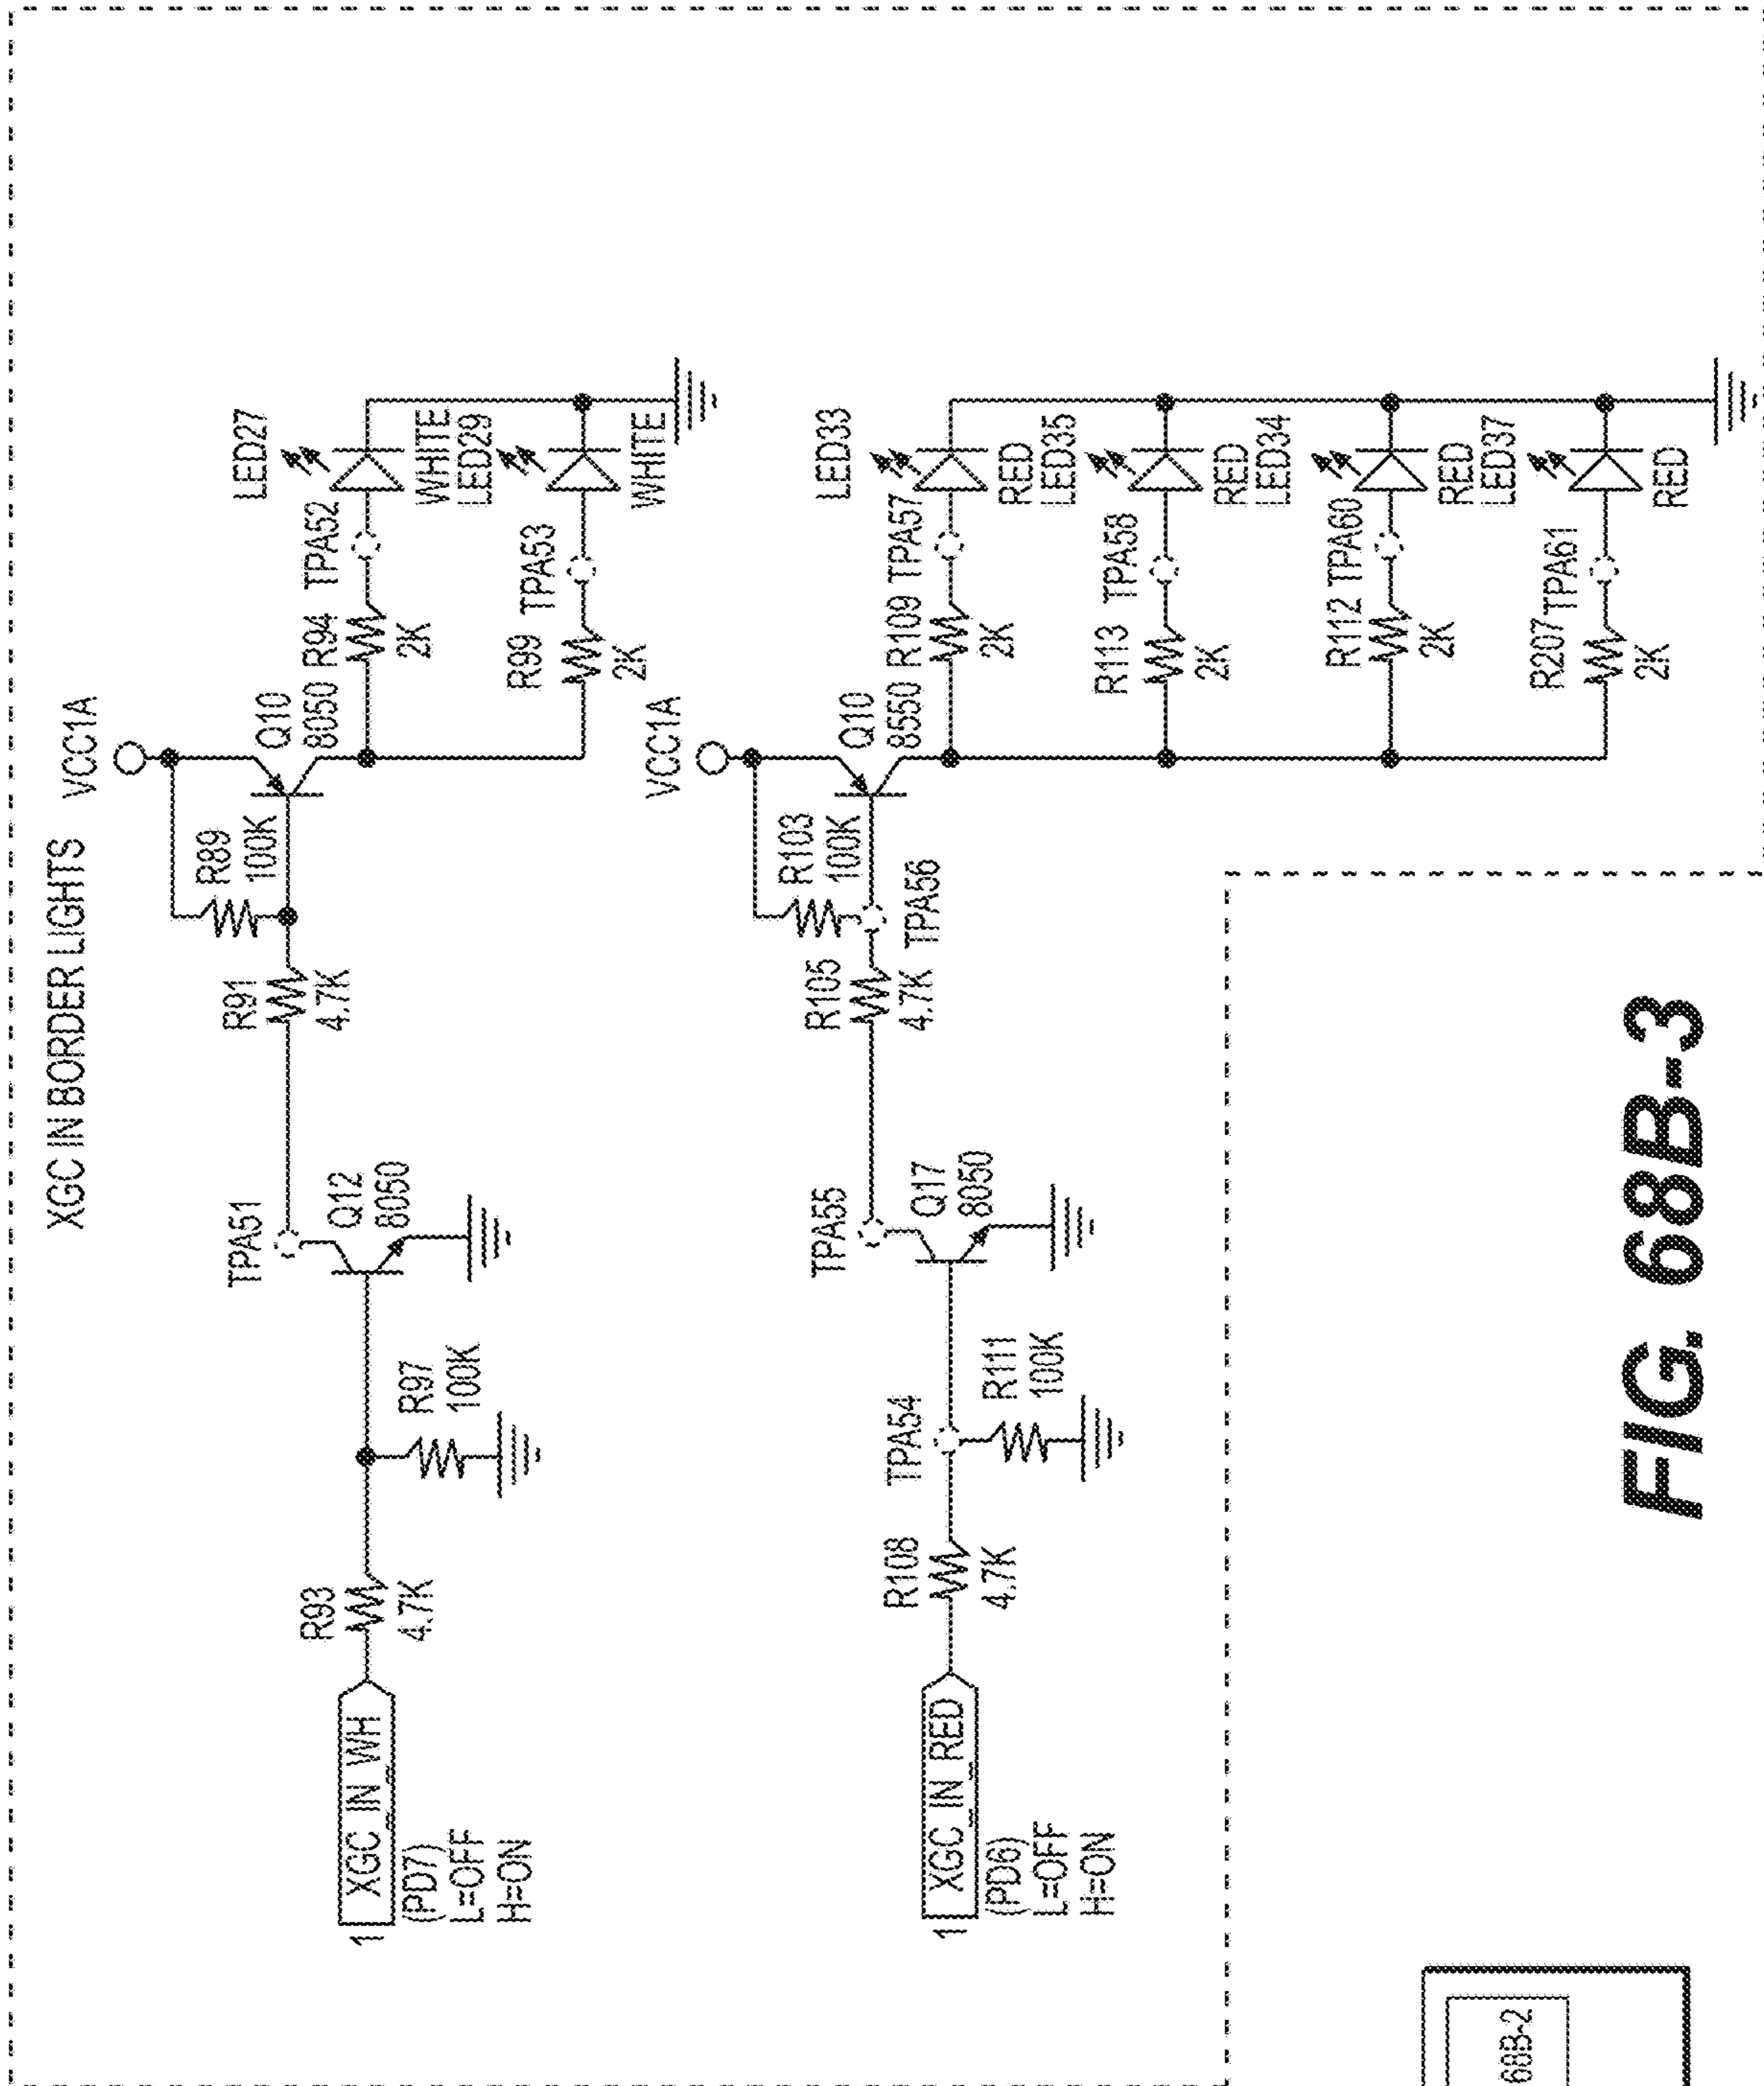 XGC IN BORDER LIGHTS
VCC1A
R89
100K
Q10
8050
R91
4.7K
TPA51
Q12
8050
R94
2K
TPA52
LED27
WHITE
R99
2K
TPA53
LED29
WHITE
R97
100K
R93
4.7K
1
XGC_IN_WH
(PD7)
L=OFF
H=ON
VCC1A
R103
100K
Q10
8550
TPA56
R105
4.7K
TPA55
Q17
8050
R109
2K
TPA57
LED33
RED
R113
2K
TPA58
LED35
RED
R112
2K
TPA60
LED34
RED
R207
2K
TPA61
LED37
RED
TPA54
R111
100K
R108
4.7K
1
XGC_IN_RED
(PD6)
L=OFF
H=ON
68B-2
FIG. 68B-3